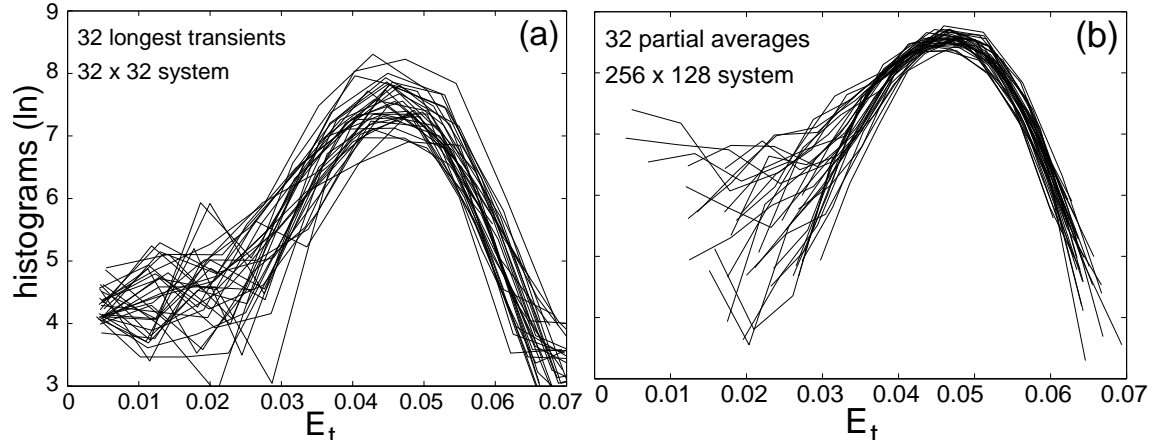 9
8
7
6
5
4
3
histograms (ln)
32 longest transients
32 x 32 system
(a)
0 0.01 0.02 0.03 0.04 0.05 0.06 0.07
E_t
32 partial averages
256 x 128 system
(b)
0 0.01 0.02 0.03 0.04 0.05 0.06 0.07
E_t